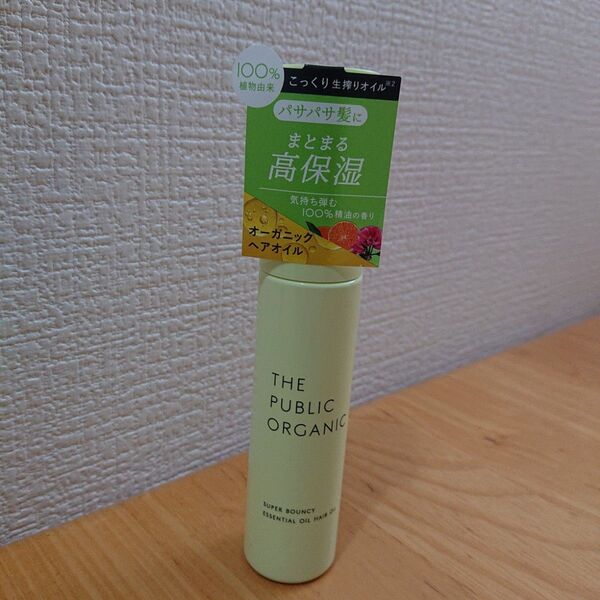 100%
植物由来
こっくり生搾りオイル※2
パサパサ髪に
まとまる
高保湿
気持ち弾む
100%精油の香り
オーガニック
ヘアオイル
THE
PUBLIC
ORGANIC
SUPER BOUNCY
ESSENTIAL OIL HAIR OIL